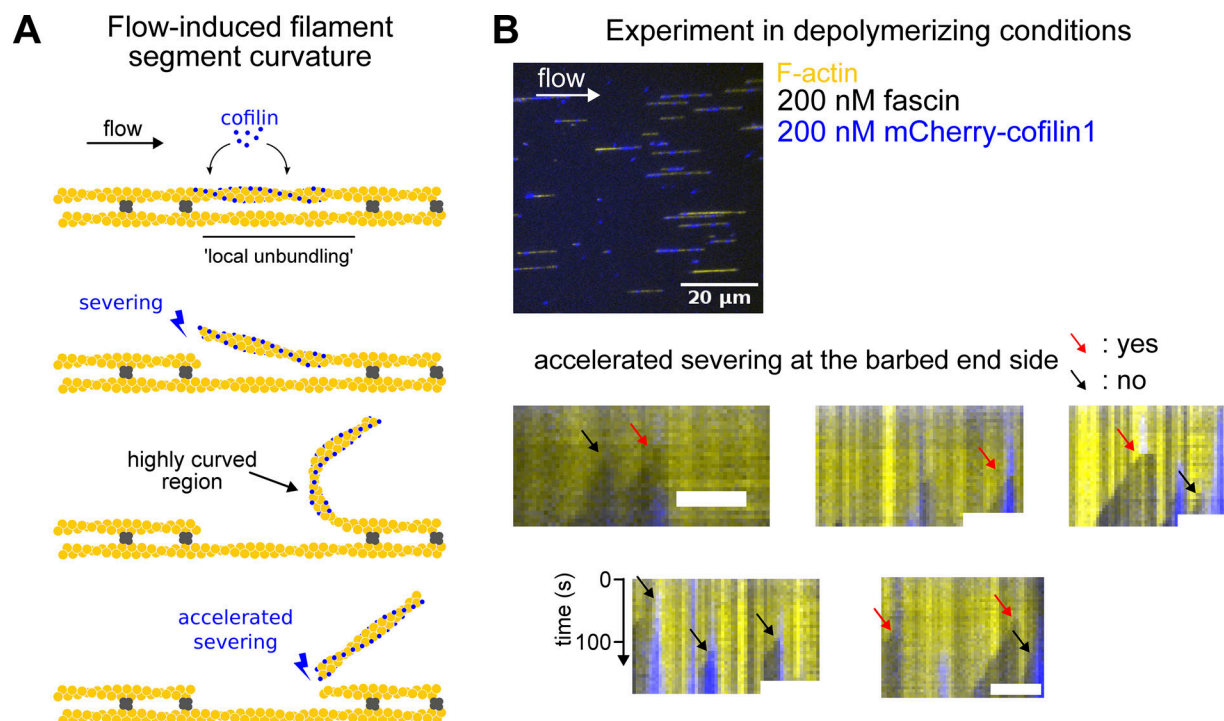 A
Flow-induced filament
segment curvature
cofilin
flow
'local unbundling'
severing
highly curved
region
accelerated
severing
B
Experiment in depolymerizing conditions
flow
F-actin
200 nM fascin
200 nM mCherry-cofilin1
20 µm
accelerated severing at the barbed end side
: yes
: no
0
100
time (s)